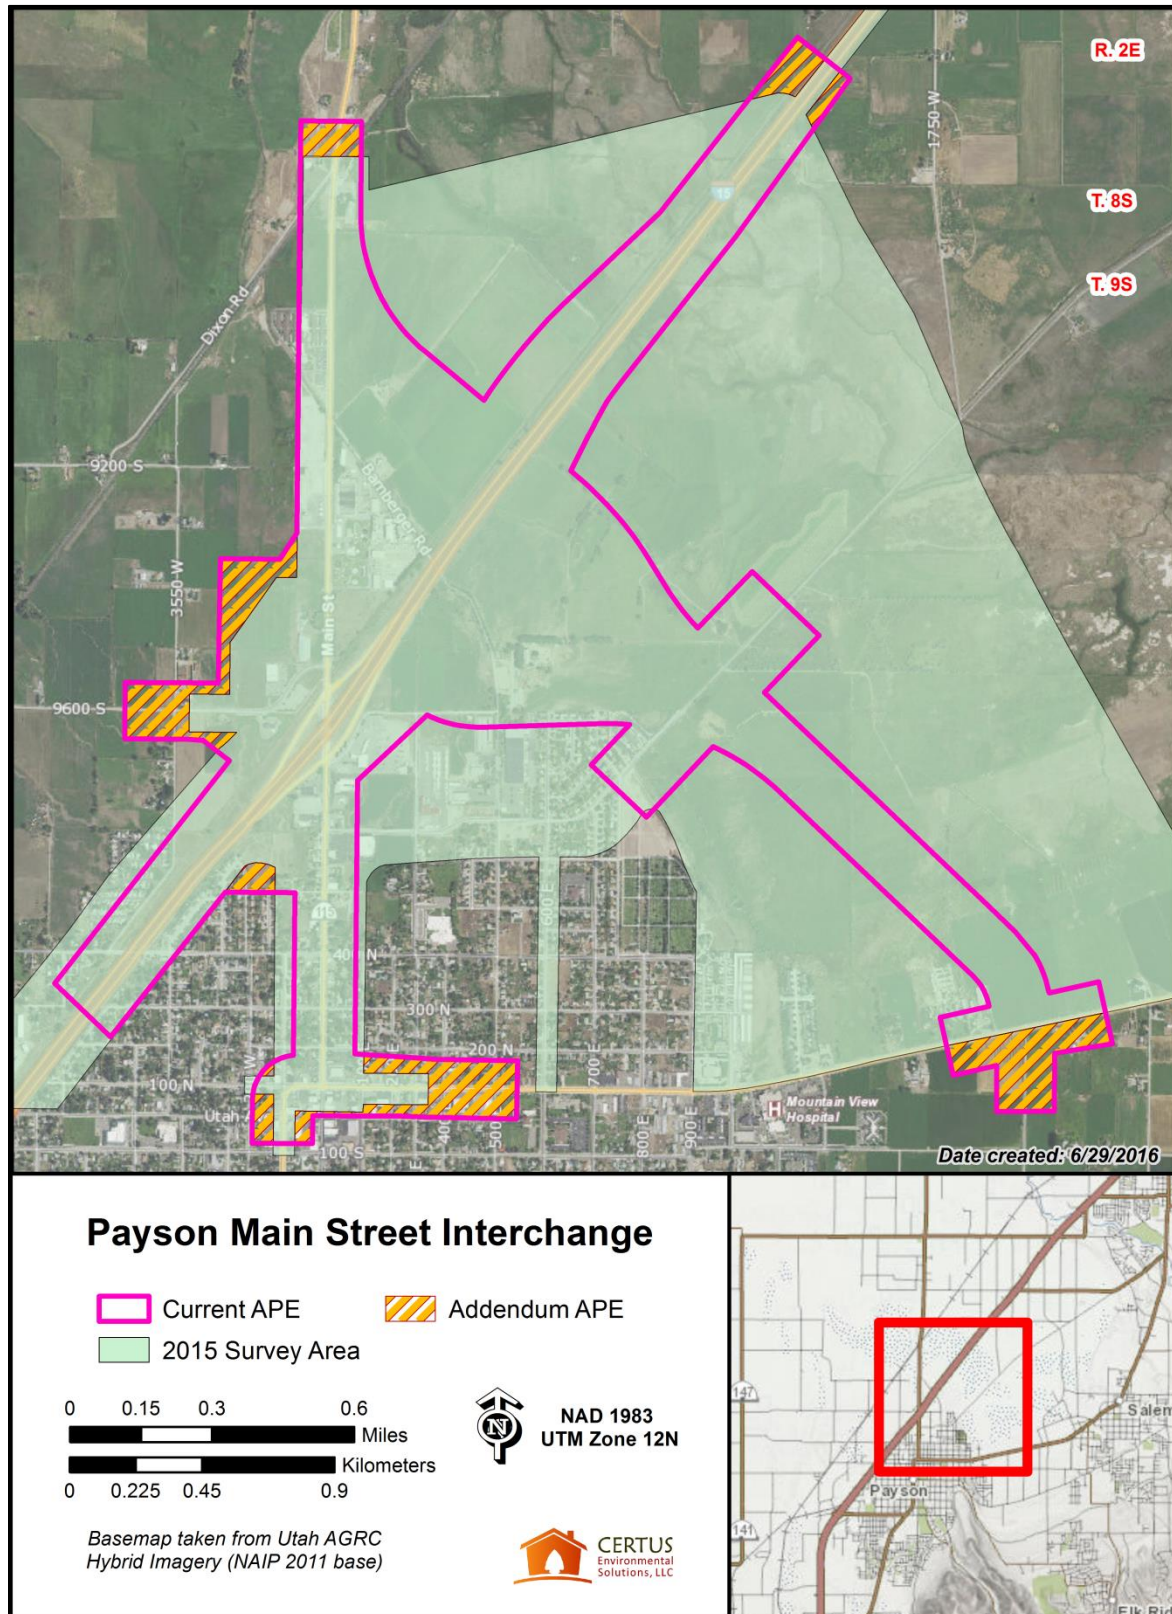 R. 2E
1750 W
15
T. 8S
T. 9S
Dixon Rd
9200 S
Bamberger Rd
3550 W
Main St
9600 S
600 E
400 N
300 N
200 N
100 N
700 E
Mountain View
Hospital
H
800 E
900 E
100 S
Date created: 6/29/2016
Payson Main Street Interchange
Current APE
Addendum APE
2015 Survey Area
0 0.15 0.3 0.6
Miles
Kilometers
0 0.225 0.45 0.9
N
NAD 1983
UTM Zone 12N
Basemap taken from Utah AGRC
Hybrid Imagery (NAIP 2011 base)
CERTUS
Environmental
Solutions, LLC
147
Salem
Payson
141